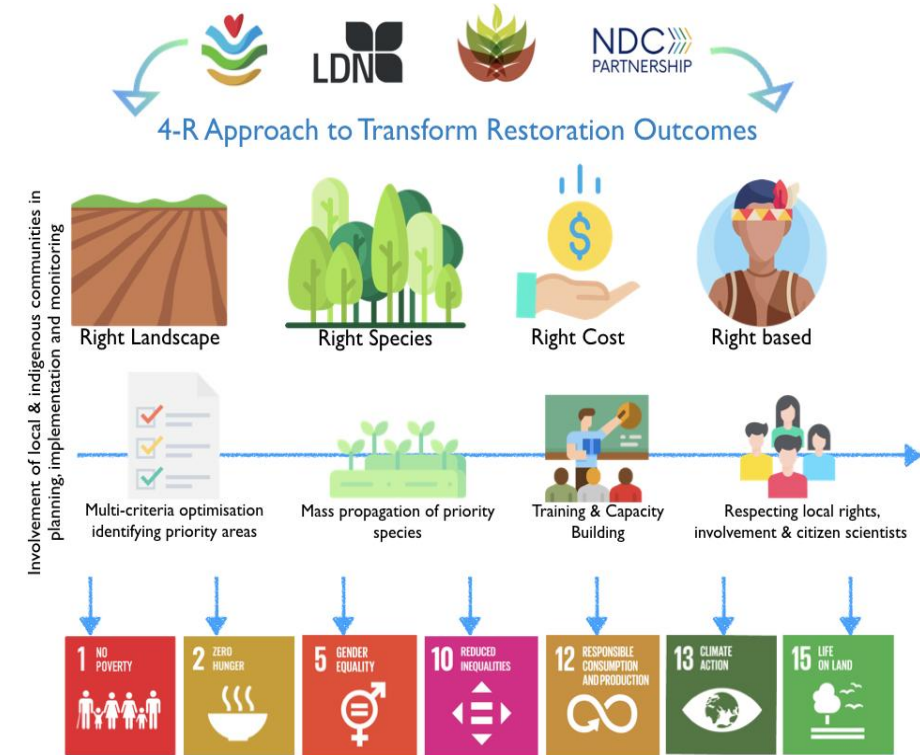 LDN
NDC
PARTNERSHIP
4-R Approach to Transform Restoration Outcomes
Involvement of local & indigenous communities in
planning, implementation and monitoring
Right Landscape
Right Species
$
Right Cost
Right based
Multi-criteria optimisation
identifying priority areas
Mass propagation of priority
species
Training & Capacity
Building
Respecting local rights,
involvement & citizen scientists
1 NO
POVERTY
2 ZERO
HUNGER
5 GENDER
EQUALITY
10 REDUCED
INEQUALITIES
12 RESPONSIBLE
CONSUMPTION
AND PRODUCTION
13 CLIMATE
ACTION
15 LIFE
ON LAND